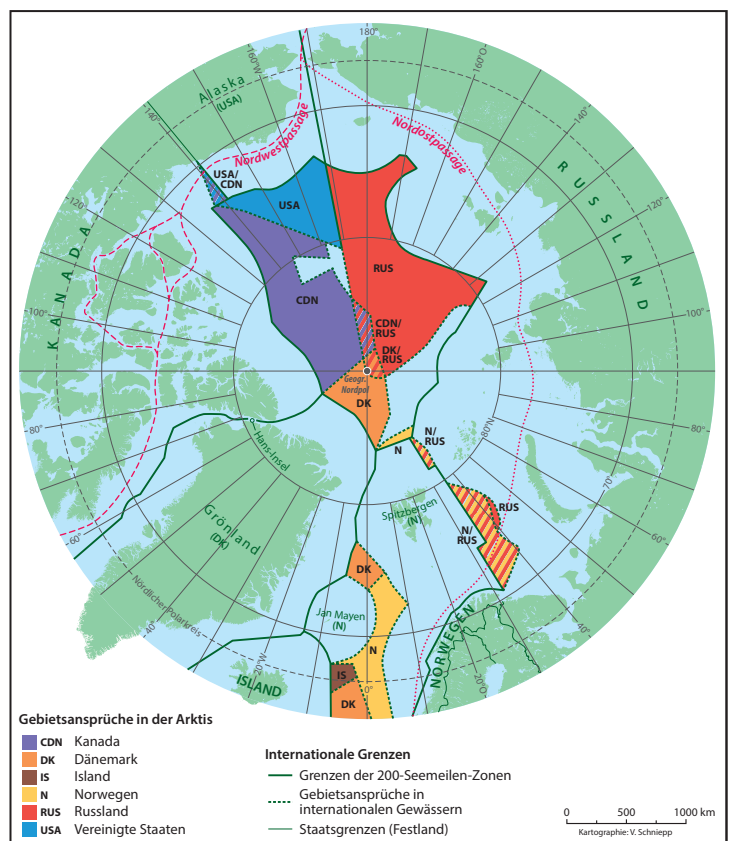 180°
160°W
160°
Alaska
(USA)
140°
140°
Nordwestpassage
Nordostpassage
USA/
CDN
USA
RUSSLAND
120°
120°
KANADA
RUS
CDN
CDN/
RUS
100°
100°
DK/
RUS
Geogr.
Nordpol
DK
80°
80°
N/
RUS
80°N
N
Hans-Insel
70°
RUS
Spitzbergen
(N)
N/
RUS
Grönland
(DK)
60°
60°
DK
Nördlicher Polarkreis
Jan Mayen
(N)
40°
40°
NORWEGEN
N
20°W
ISLAND
IS
0°
20°O
DK
Gebietsansprüche in der Arktis
CDN Kanada
DK Dänemark
IS Island
N Norwegen
RUS Russland
USA Vereinigte Staaten
Internationale Grenzen
Grenzen der 200-Seemeilen-Zonen
Gebietsansprüche in
internationalen Gewässern
Staatsgrenzen (Festland)
0 500 1000 km
Kartographie: V. Schniepp